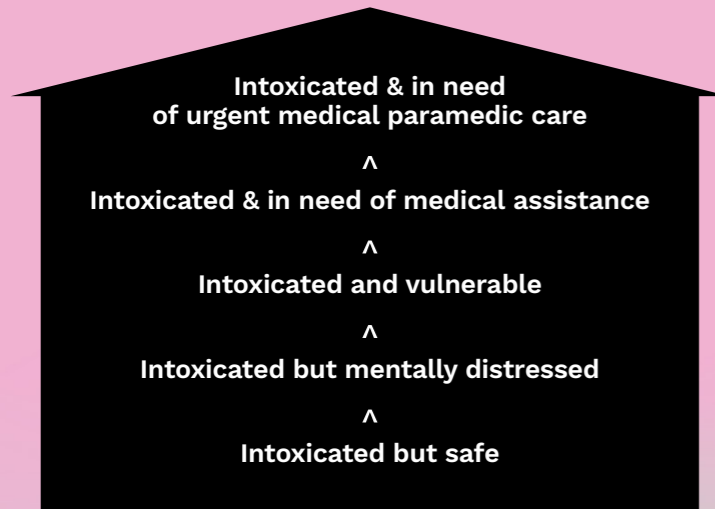 Intoxicated & in need
of urgent medical paramedic care
^
Intoxicated & in need of medical assistance
^
Intoxicated and vulnerable
^
Intoxicated but mentally distressed
^
Intoxicated but safe